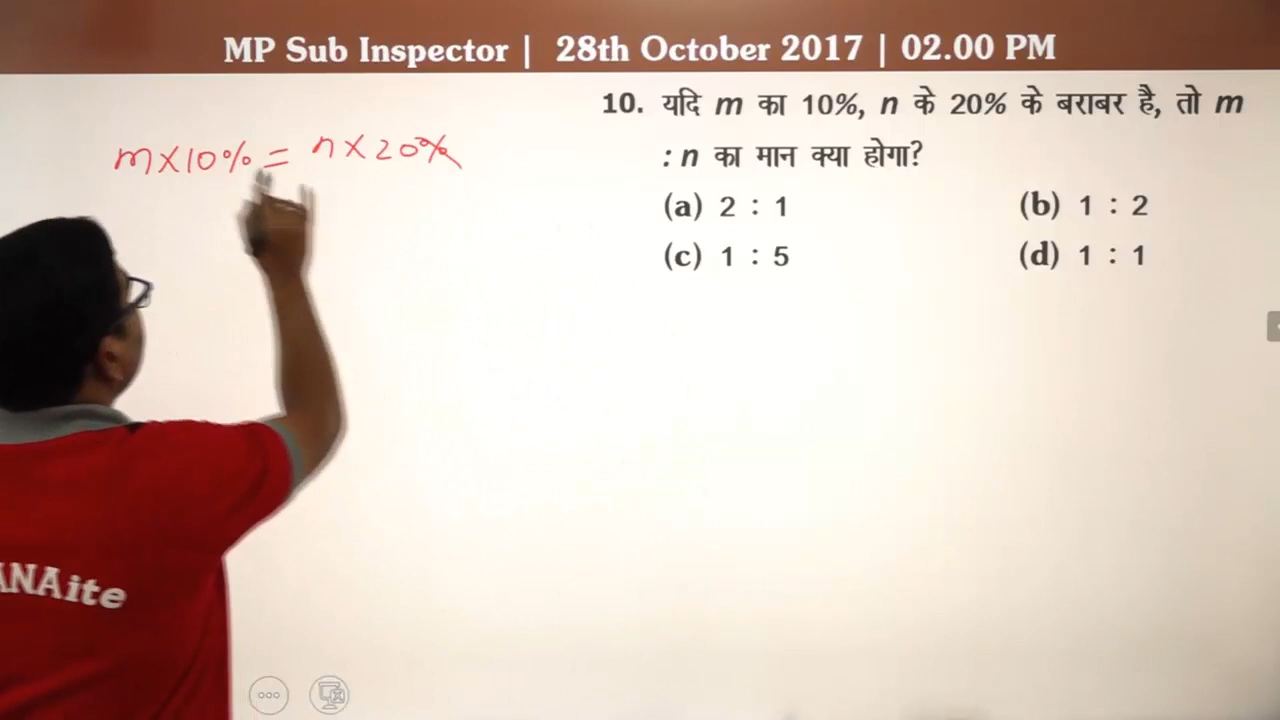 MP Sub Inspector | 28th October 2017 | 02.00 PM
10. यदि m का 10%, n के 20% के बराबर है, तो m
: n का मान क्या होगा?
(a) 2 : 1 (b) 1 : 2
(c) 1 : 5 (d) 1 : 1
m×10% = n×20%
ANAite